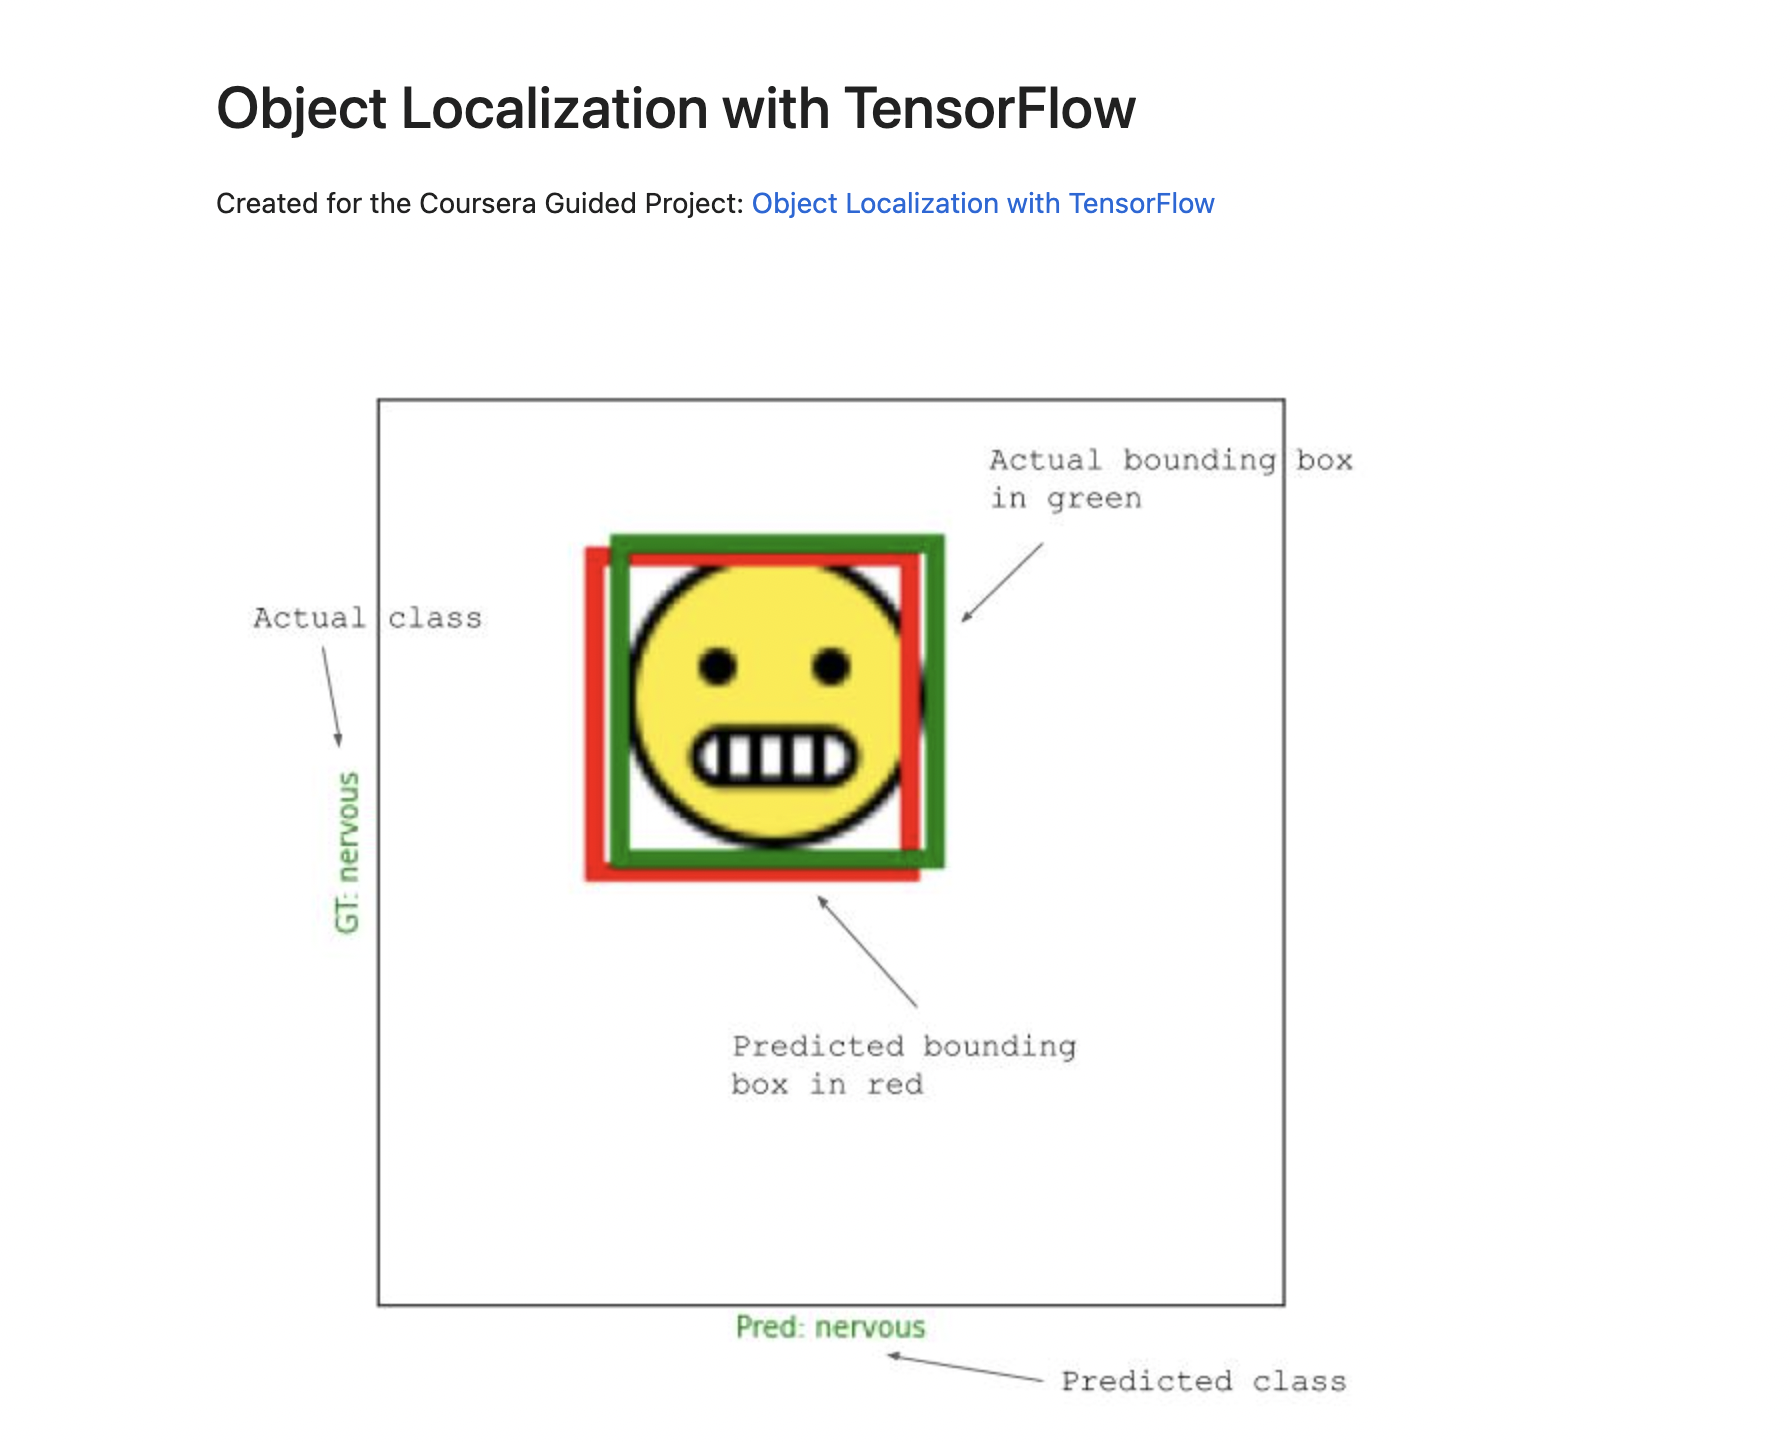 Object Localization with TensorFlow
Created for the Coursera Guided Project: Object Localization with TensorFlow
Actual bounding box
in green
Actual class
GT: nervous
Predicted bounding
box in red
Pred: nervous
Predicted class